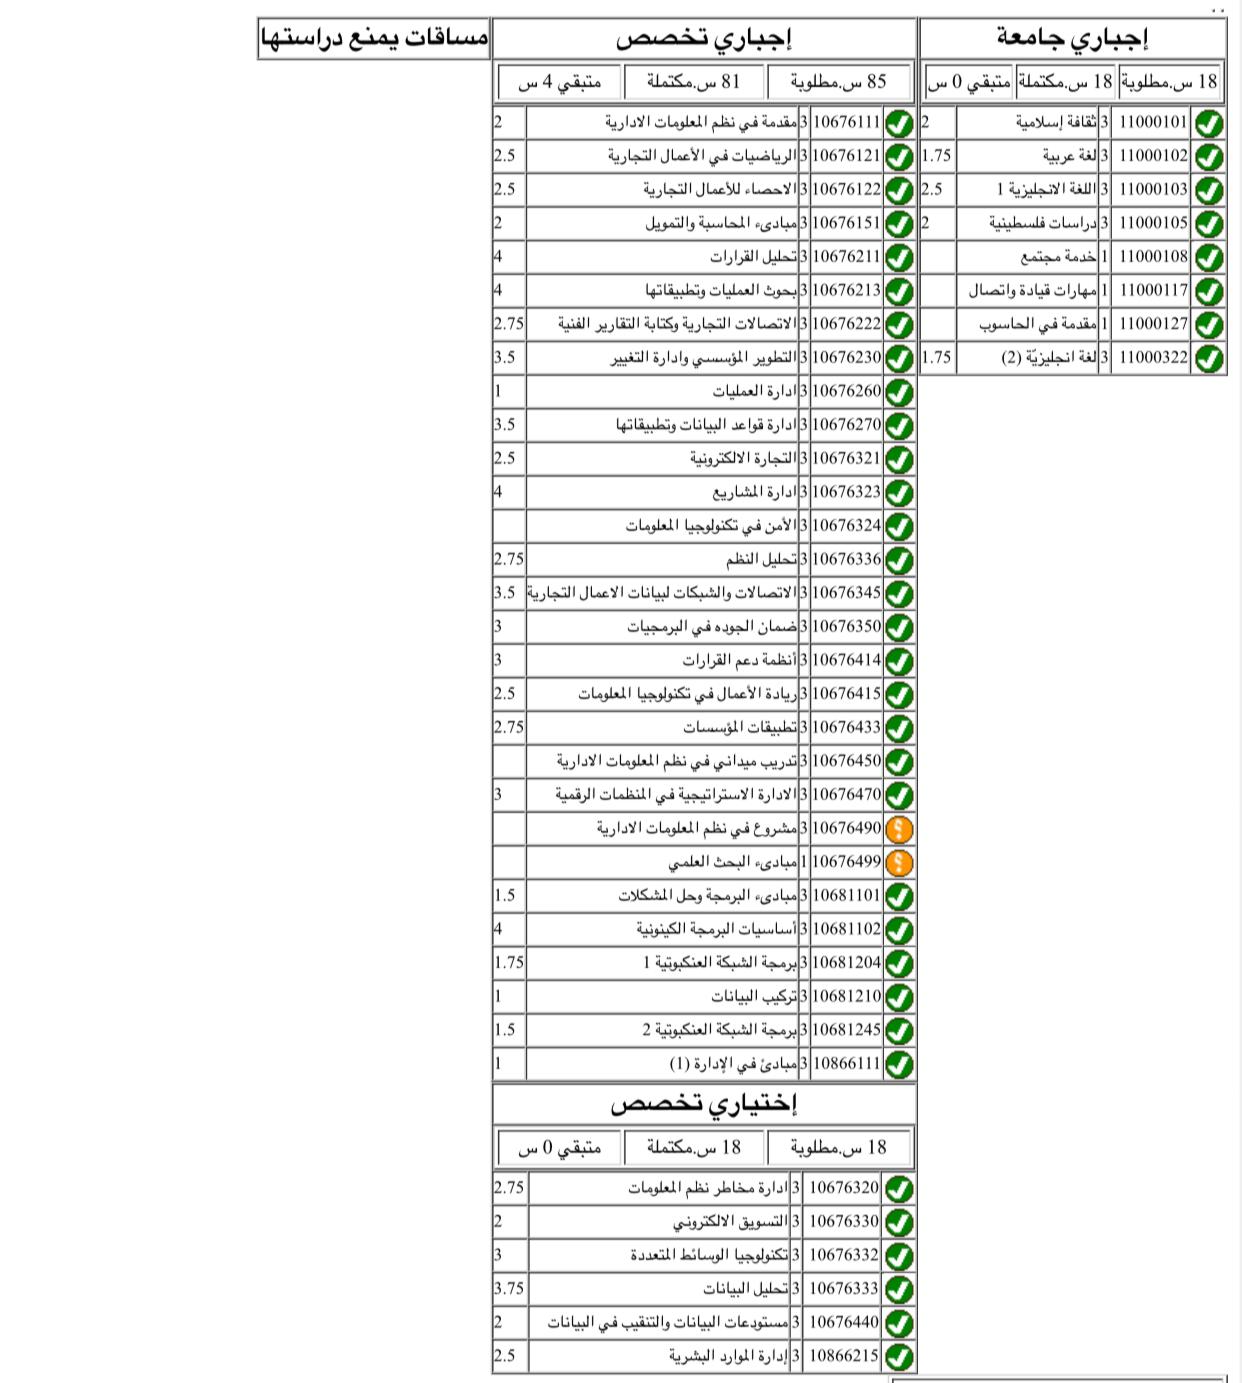 إجباري جامعة
18 س.مطلوبة 18 س.مكتملة متبقي 0 س
11000101 3 ثقافة إسلامية 2
11000102 3 لغة عربية 1.75
11000103 3 اللغة الانجليزية 1 2.5
11000105 3 دراسات فلسطينية 2
11000108 1 خدمة مجتمع
11000117 1 مهارات قيادة واتصال
11000127 1 مقدمة في الحاسوب
11000322 3 لغة انجليزيّة (2) 1.75
إجباري تخصص
85 س.مطلوبة 81 س.مكتملة متبقي 4 س
10676111 3 مقدمة في نظم المعلومات الادارية 2
10676121 3 الرياضيات في الأعمال التجارية 2.5
10676122 3 الاحصاء للأعمال التجارية 2.5
10676151 3 مبادىء المحاسبة والتمويل 2
10676211 3 تحليل القرارات 4
10676213 3 بحوث العمليات وتطبيقاتها 4
10676222 3 الاتصالات التجارية وكتابة التقارير الفنية 2.75
10676230 3 التطوير المؤسسي وادارة التغيير 3.5
10676260 3 ادارة العمليات 1
10676270 3 ادارة قواعد البيانات وتطبيقاتها 3.5
10676321 3 التجارة الالكترونية 2.5
10676323 3 ادارة المشاريع 4
10676324 3 الأمن في تكنولوجيا المعلومات
10676336 3 تحليل النظم 2.75
10676345 3 الاتصالات والشبكات لبيانات الاعمال التجارية 3.5
10676350 3 ضمان الجوده في البرمجيات 3
10676414 3 أنظمة دعم القرارات 3
10676415 3 ريادة الأعمال في تكنولوجيا المعلومات 2.5
10676433 3 تطبيقات المؤسسات 2.75
10676450 3 تدريب ميداني في نظم المعلومات الادارية
10676470 3 الادارة الاستراتيجية في المنظمات الرقمية 3
10676490 3 مشروع في نظم المعلومات الادارية
10676499 1 مبادىء البحث العلمي
10681101 3 مبادىء البرمجة وحل المشكلات 1.5
10681102 3 أساسيات البرمجة الكينونية 4
10681204 3 برمجة الشبكة العنكبوتية 1 1.75
10681210 3 تركيب البيانات 1
10681245 3 برمجة الشبكة العنكبوتية 2 1.5
10866111 3 مبادئ في الإدارة (1) 1
إختياري تخصص
18 س.مطلوبة 18 س.مكتملة متبقي 0 س
10676320 3 ادارة مخاطر نظم المعلومات 2.75
10676330 3 التسويق الالكتروني 2
10676332 3 تكنولوجيا الوسائط المتعددة 3
10676333 3 تحليل البيانات 3.75
10676440 3 مستودعات البيانات والتنقيب في البيانات 2
10866215 3 إدارة الموارد البشرية 2.5
مساقات يمنع دراستها